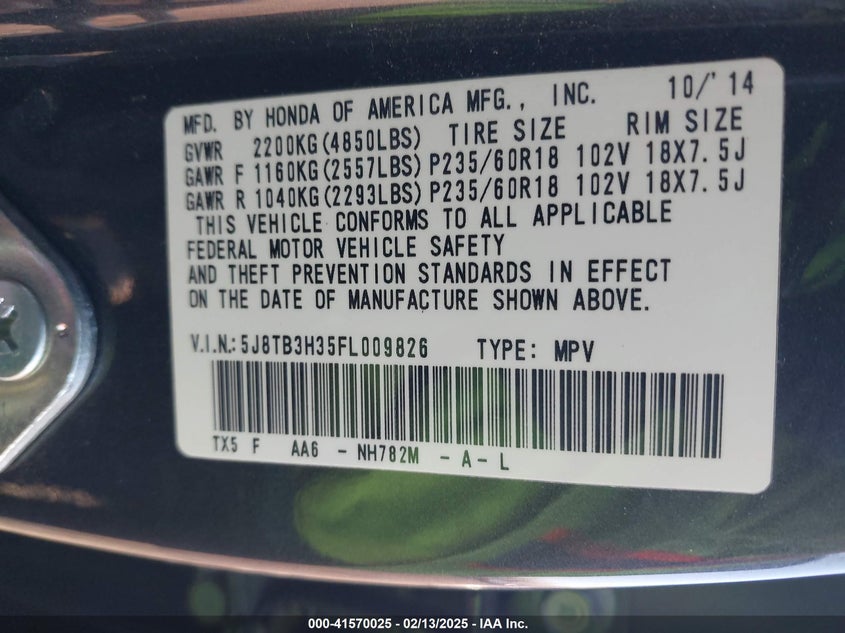 MFD. BY HONDA OF AMERICA MFG., INC. 10/'14
GVWR 2200KG(4850LBS) TIRE SIZE RIM SIZE
GAWR F 1160KG(2557LBS) P235/60R18 102V 18X7.5J
GAWR R 1040KG(2293LBS) P235/60R18 102V 18X7.5J
THIS VEHICLE CONFORMS TO ALL APPLICABLE
FEDERAL MOTOR VEHICLE SAFETY
AND THEFT PREVENTION STANDARDS IN EFFECT
ON THE DATE OF MANUFACTURE SHOWN ABOVE.
V.I.N.: 5J8TB3H35FL009826 TYPE: MPV
TX5 F AA6 - NH782M - A - L
000-41570025 - 02/13/2025 - IAA Inc.